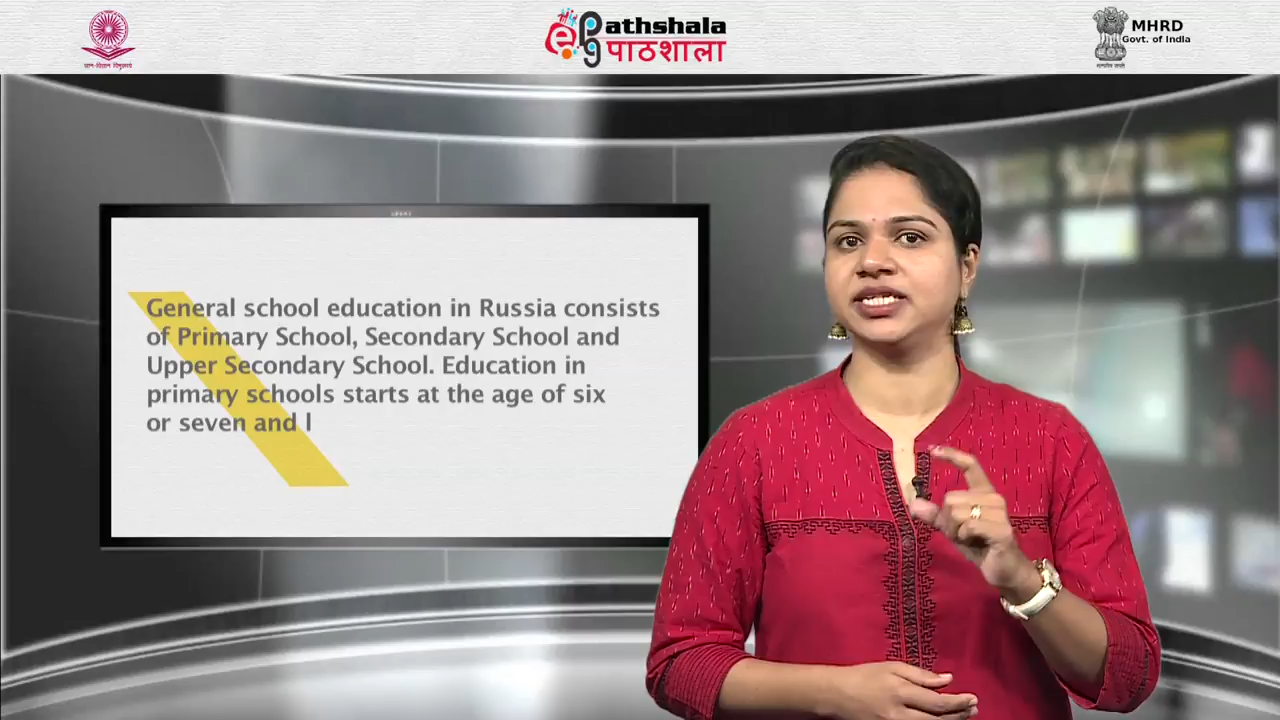 Pathshala
पाठशाला
MHRD
Govt. of India
General school education in Russia consists
of Primary School, Secondary School and
Upper Secondary School. Education in
primary schools starts at the age of six
or seven and l